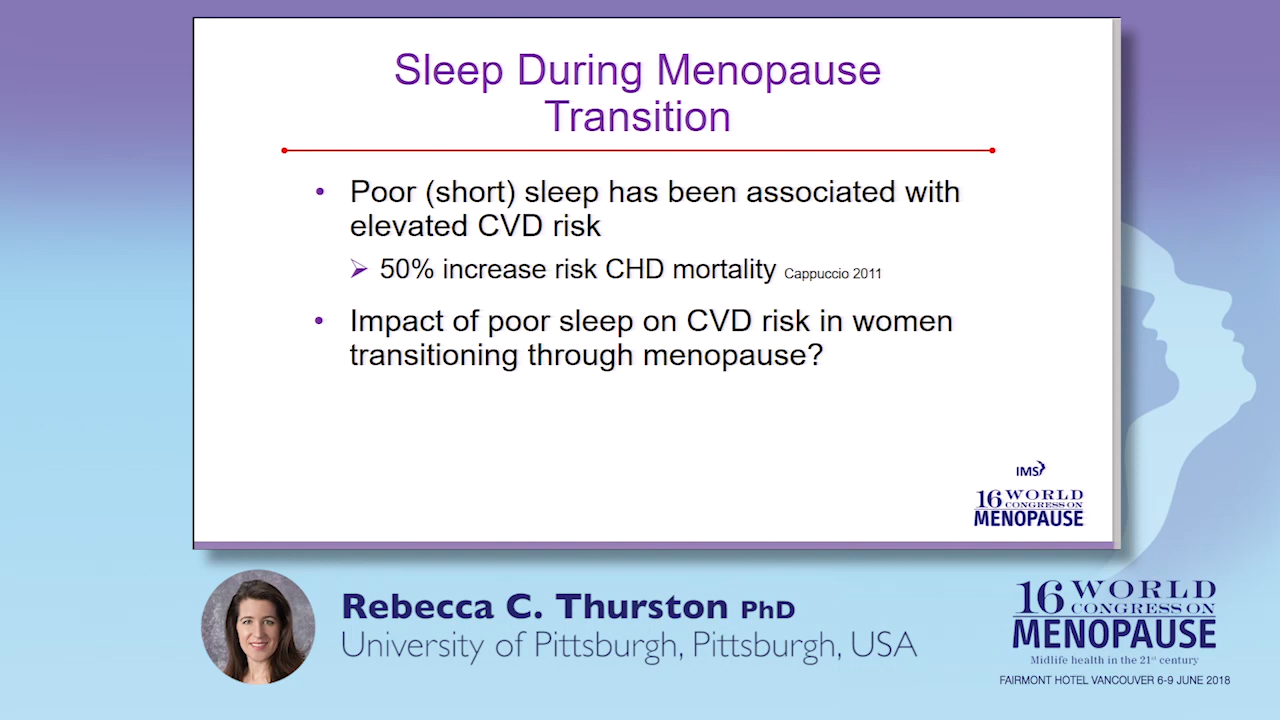 Sleep During Menopause
Transition
• Poor (short) sleep has been associated with
elevated CVD risk
➢ 50% increase risk CHD mortality Cappuccio 2011
• Impact of poor sleep on CVD risk in women
transitioning through menopause?
IMS
16 WORLD
CONGRESS ON
MENOPAUSE
Rebecca C. Thurston PhD
University of Pittsburgh, Pittsburgh, USA
16 WORLD
CONGRESS ON
MENOPAUSE
Midlife health in the 21st century
FAIRMONT HOTEL VANCOUVER 6-9 JUNE 2018